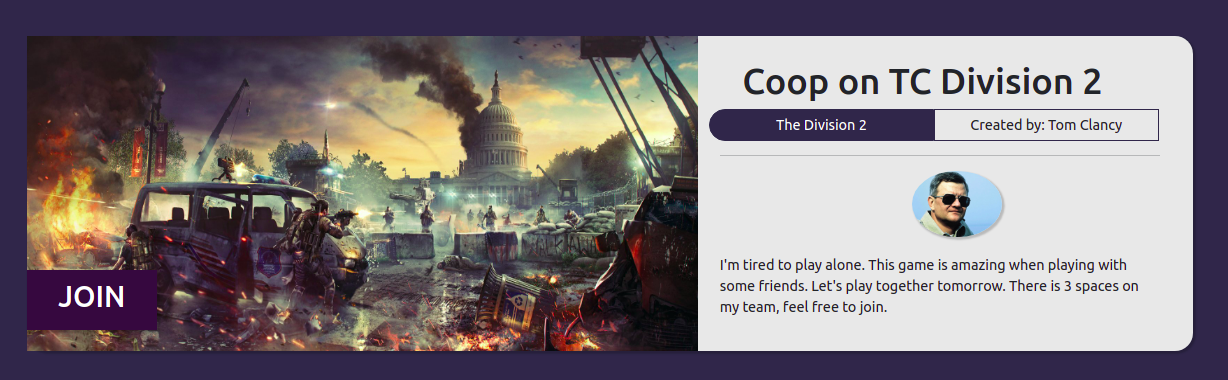 Coop on TC Division 2
The Division 2
Created by: Tom Clancy
I'm tired to play alone. This game is amazing when playing with
some friends. Let's play together tomorrow. There is 3 spaces on
my team, feel free to join.
JOIN